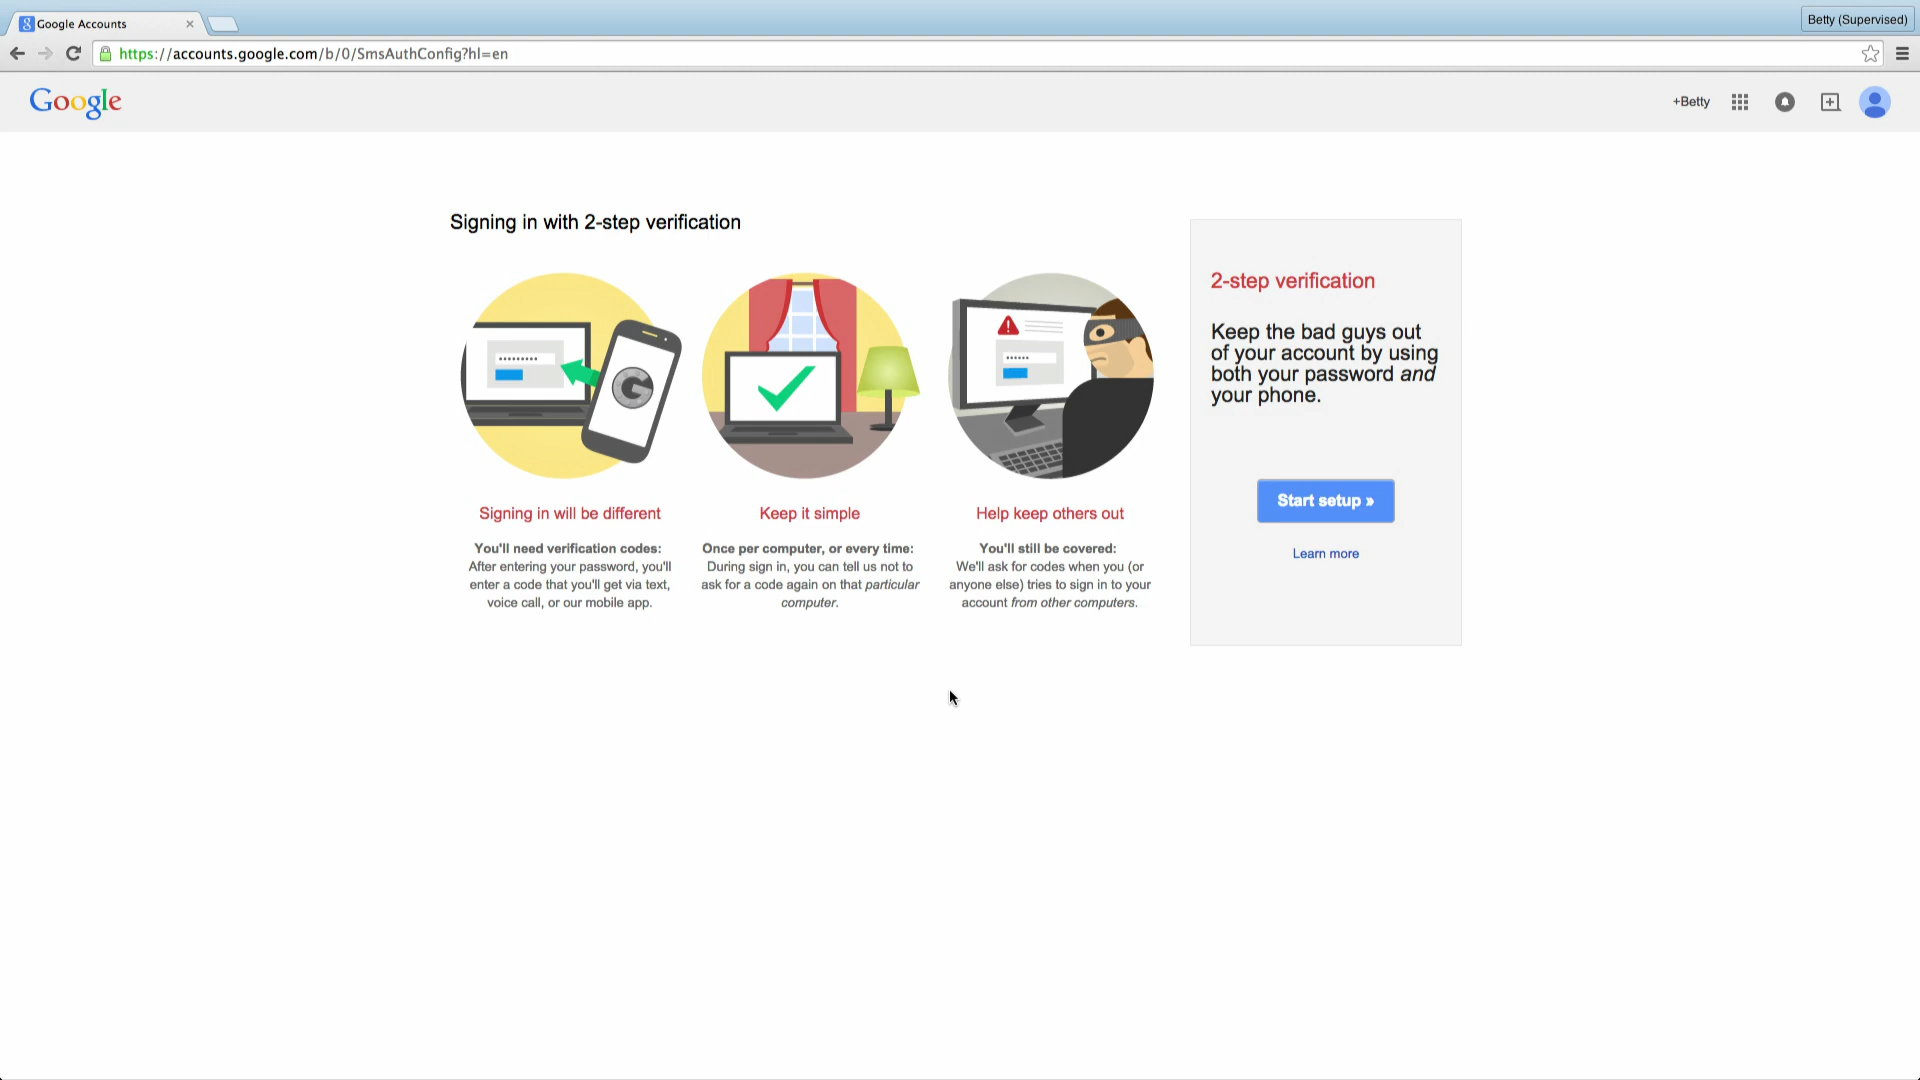 Google Accounts
Betty (Supervised)
https://accounts.google.com/b/0/SmsAuthConfig?hl=en
Google
+Betty
Signing in with 2-step verification
Signing in will be different
You'll need verification codes:
After entering your password, you'll
enter a code that you'll get via text,
voice call, or our mobile app.
Keep it simple
Once per computer, or every time:
During sign in, you can tell us not to
ask for a code again on that particular
computer.
Help keep others out
You'll still be covered:
We'll ask for codes when you (or
anyone else) tries to sign in to your
account from other computers.
2-step verification
Keep the bad guys out
of your account by using
both your password and
your phone.
Start setup »
Learn more